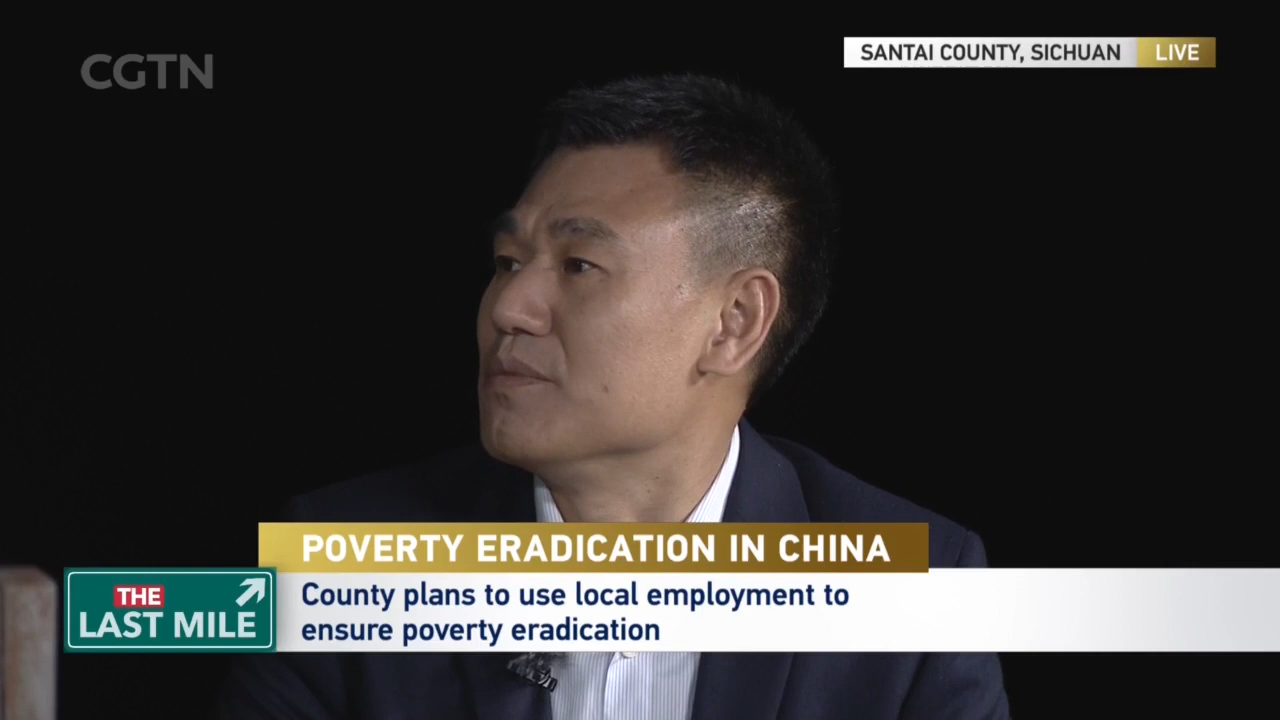 CGTN
SANTAI COUNTY, SICHUAN LIVE
POVERTY ERADICATION IN CHINA
THE
LAST MILE
County plans to use local employment to
ensure poverty eradication